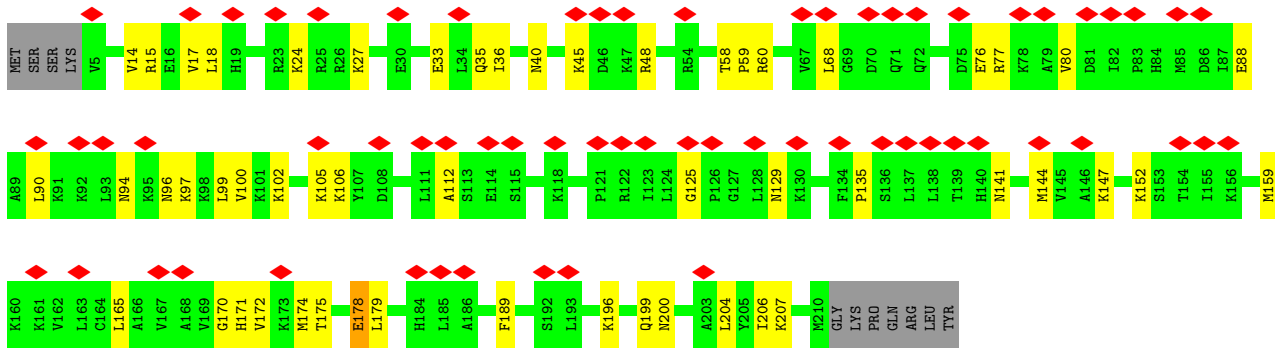 MET SER SER LYS V5 V14 R15 E16 V17 L18 H19 R23 K24 R25 R26 K27 E30 E33 L34 Q35 I36 N40 K45 D46 K47 R48 R54 T58 P59 R60 V67 L68 G69 D70 Q71 Q72 D75 E76 R77 K78 A79 V80 D81 I82 P83 H84 M85 D86 I87 E88
A89 L90 K91 K92 L93 N94 K95 N96 K97 K98 L99 V100 K101 K102 K105 K106 Y107 D108 L111 A112 S113 E114 S115 K118 P121 R122 I123 L124 G125 P126 G127 L128 N129 K130 F134 P135 S136 L137 L138 T139 H140 N141 M144 V145 A146 K147 K152 S153 T154 I155 K156 M159
K160 K161 V162 L163 C164 L165 A166 V167 A168 V169 G170 H171 V172 K173 M174 T175 E178 L179 H184 L185 A186 F189 S192 L193 K196 Q199 N200 A203 L204 Y205 I206 K207 M210 GLY LYS PRO GLN ARG LEU TYR